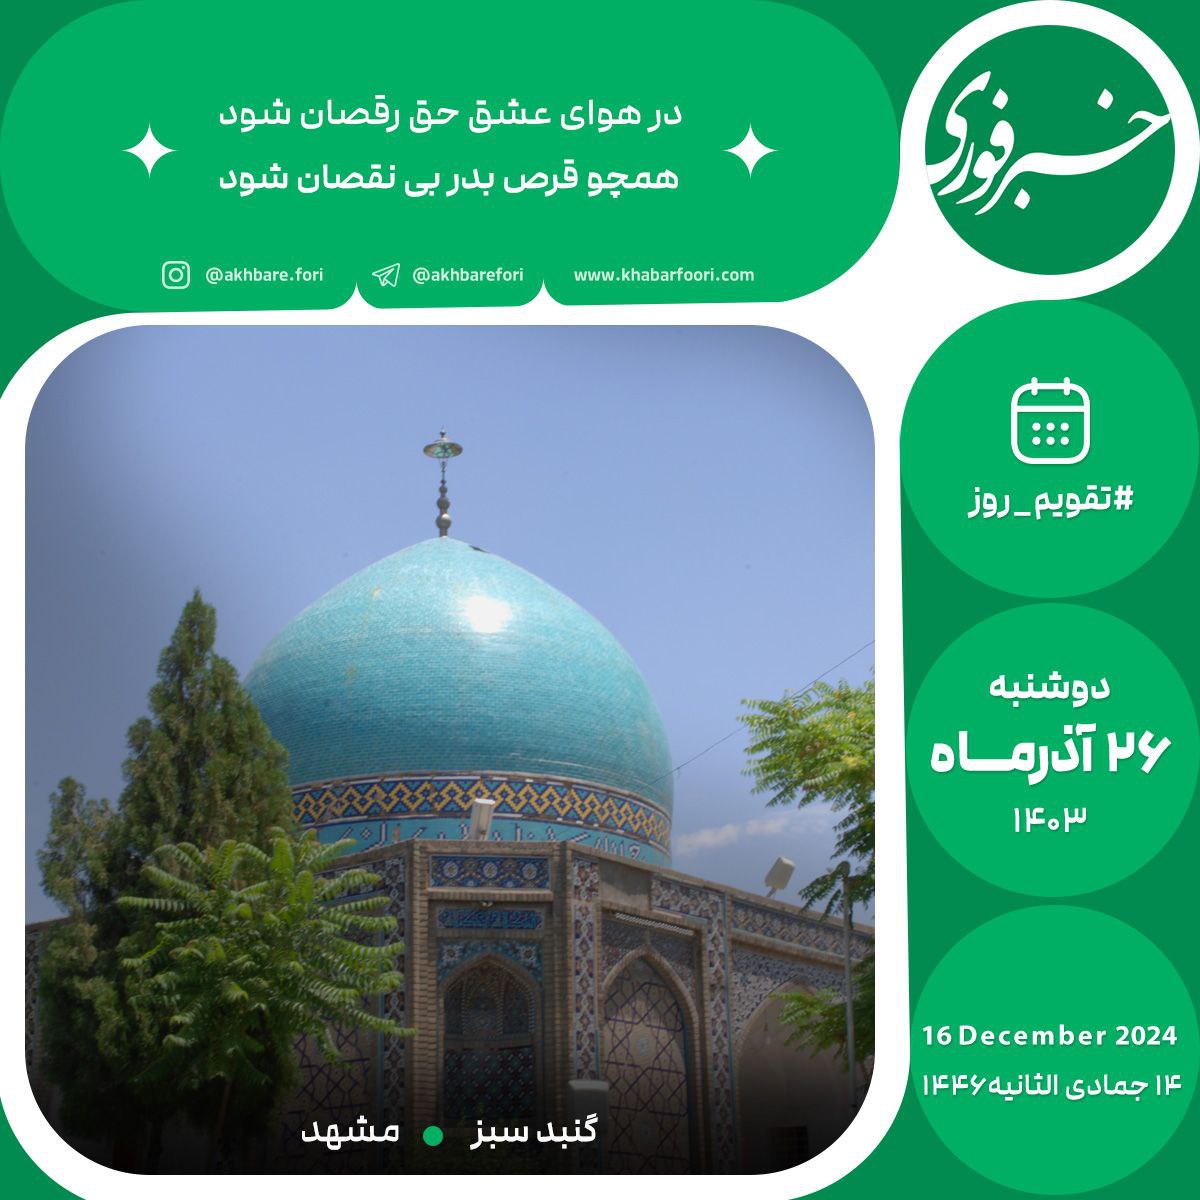 خبرفوری
در هوای عشق حق رقصان شود
همچو قرص بدر بی نقصان شود
@akhbare.fori @akhbarefori www.khabarfoori.com
#تقویم_روز
دوشنبه
۲۶ آذرمـاه
۱۴۰۳
16 December 2024
۱۴ جمادی الثانیه۱۴۴۶
گنبد سبز
مشهد